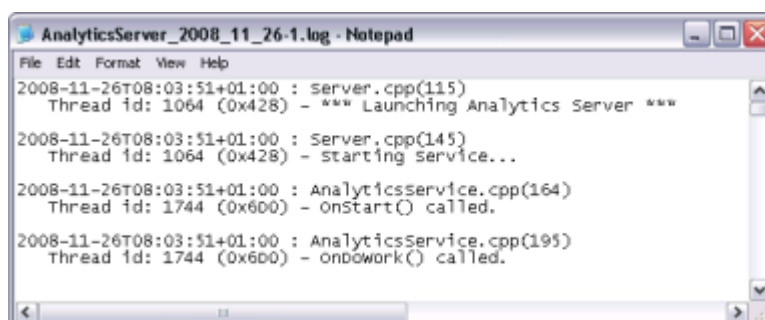 AnalyticsServer_2008_11_26-1.log - Notepad
File Edit Format View Help
2008-11-26T08:03:51+01:00 : Server.cpp(115)
Thread id: 1064 (0x428) - *** Launching Analytics Server ***
2008-11-26T08:03:51+01:00 : Server.cpp(145)
Thread id: 1064 (0x428) - Starting Service...
2008-11-26T08:03:51+01:00 : AnalyticsService.cpp(164)
Thread id: 1744 (0x6D0) - OnStart() called.
2008-11-26T08:03:51+01:00 : AnalyticsService.cpp(195)
Thread id: 1744 (0x6D0) - OnDoWork() called.